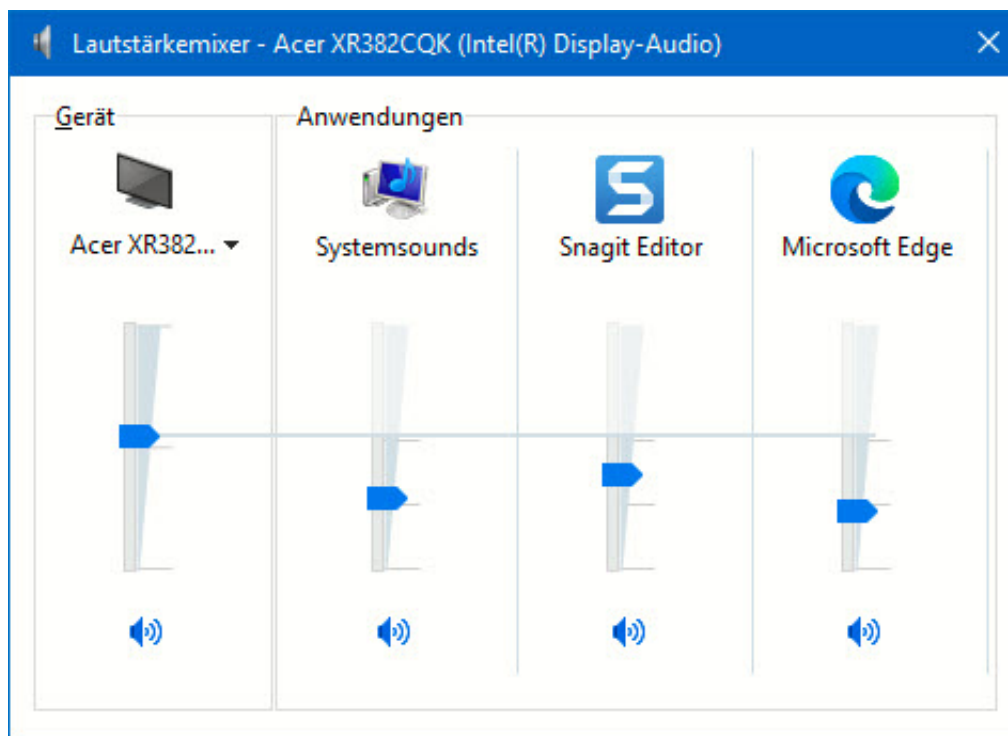 Lautstärkemixer - Acer XR382CQK (Intel(R) Display-Audio)
Gerät
Anwendungen
Acer XR382...
Systemsounds
Snagit Editor
Microsoft Edge